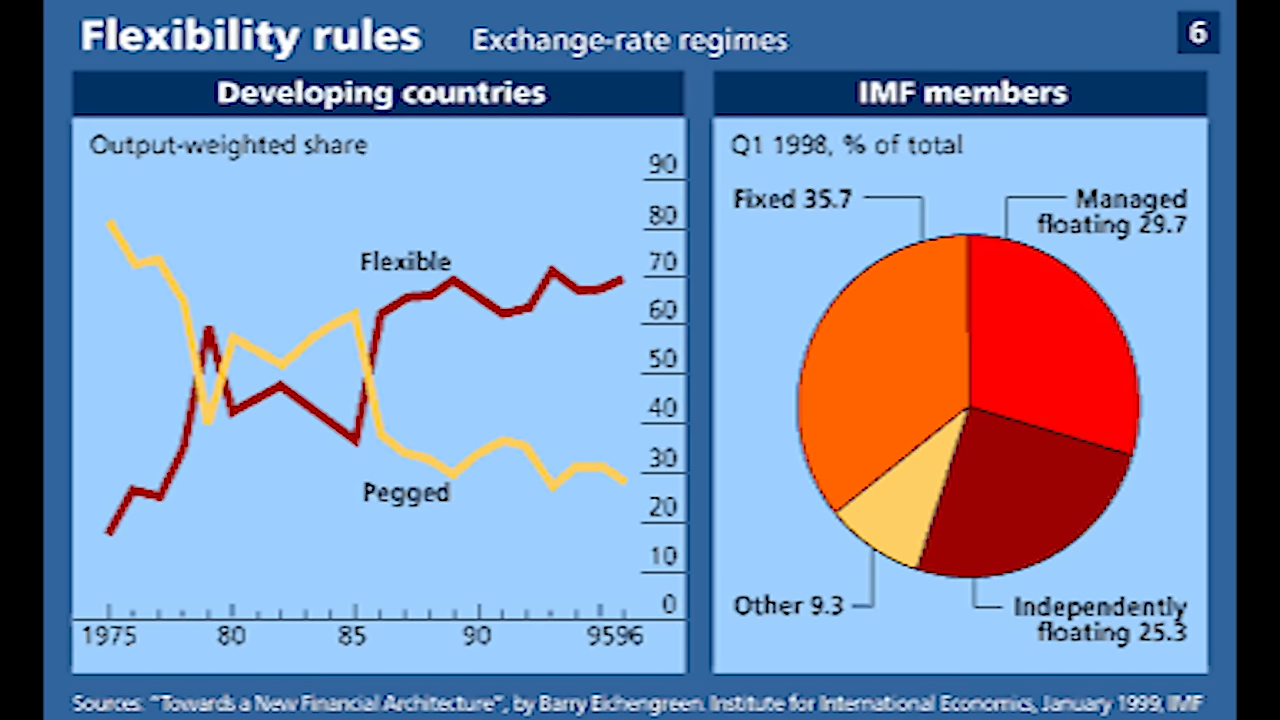 Flexibility rules Exchange-rate regimes 6
Developing countries
Output-weighted share
90
80
70
60
50
40
30
20
10
0
Flexible
Pegged
1975 80 85 90 9596
IMF members
Q1 1998, % of total
Fixed 35.7
Managed
floating 29.7
Other 9.3
Independently
floating 25.3
Sources: "Towards a New Financial Architecture", by Barry Eichengreen. Institute for International Economics, January 1999; IMF